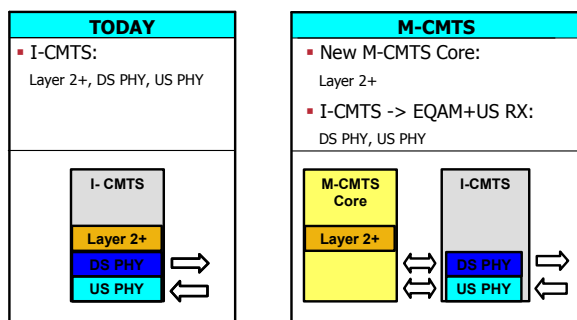 TODAY
▪ I-CMTS:
Layer 2+, DS PHY, US PHY
I- CMTS
Layer 2+
DS PHY
US PHY
M-CMTS
▪ New M-CMTS Core:
Layer 2+
▪ I-CMTS -> EQAM+US RX:
DS PHY, US PHY
M-CMTS
Core
Layer 2+
I-CMTS
DS PHY
US PHY